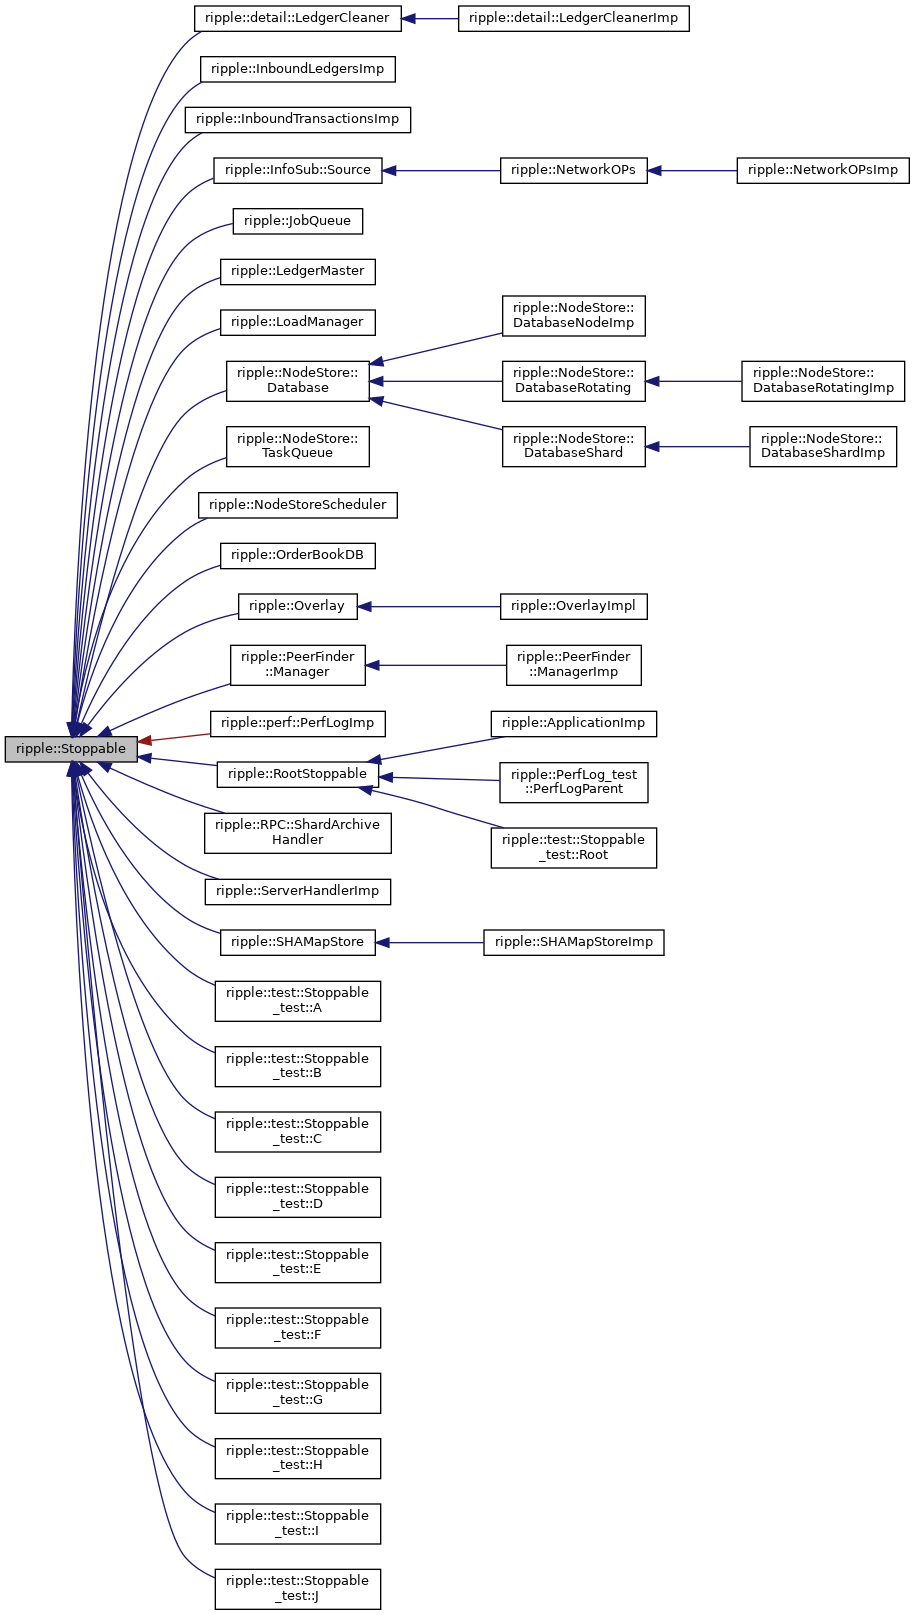 ripple::detail::LedgerCleaner
ripple::detail::LedgerCleanerImp
ripple::InboundLedgersImp
ripple::InboundTransactionsImp
ripple::InfoSub::Source
ripple::NetworkOPs
ripple::NetworkOPsImp
ripple::JobQueue
ripple::LedgerMaster
ripple::LoadManager
ripple::NodeStore::
DatabaseNodeImp
ripple::NodeStore::
Database
ripple::NodeStore::
DatabaseRotating
ripple::NodeStore::
DatabaseRotatingImp
ripple::NodeStore::
TaskQueue
ripple::NodeStore::
DatabaseShard
ripple::NodeStore::
DatabaseShardImp
ripple::NodeStoreScheduler
ripple::OrderBookDB
ripple::Overlay
ripple::OverlayImpl
ripple::PeerFinder
::Manager
ripple::PeerFinder
::ManagerImp
ripple::perf::PerfLogImp
ripple::ApplicationImp
ripple::Stoppable
ripple::RootStoppable
ripple::PerfLog_test
::PerfLogParent
ripple::RPC::ShardArchive
Handler
ripple::test::Stoppable
_test::Root
ripple::ServerHandlerImp
ripple::SHAMapStore
ripple::SHAMapStoreImp
ripple::test::Stoppable
_test::A
ripple::test::Stoppable
_test::B
ripple::test::Stoppable
_test::C
ripple::test::Stoppable
_test::D
ripple::test::Stoppable
_test::E
ripple::test::Stoppable
_test::F
ripple::test::Stoppable
_test::G
ripple::test::Stoppable
_test::H
ripple::test::Stoppable
_test::I
ripple::test::Stoppable
_test::J